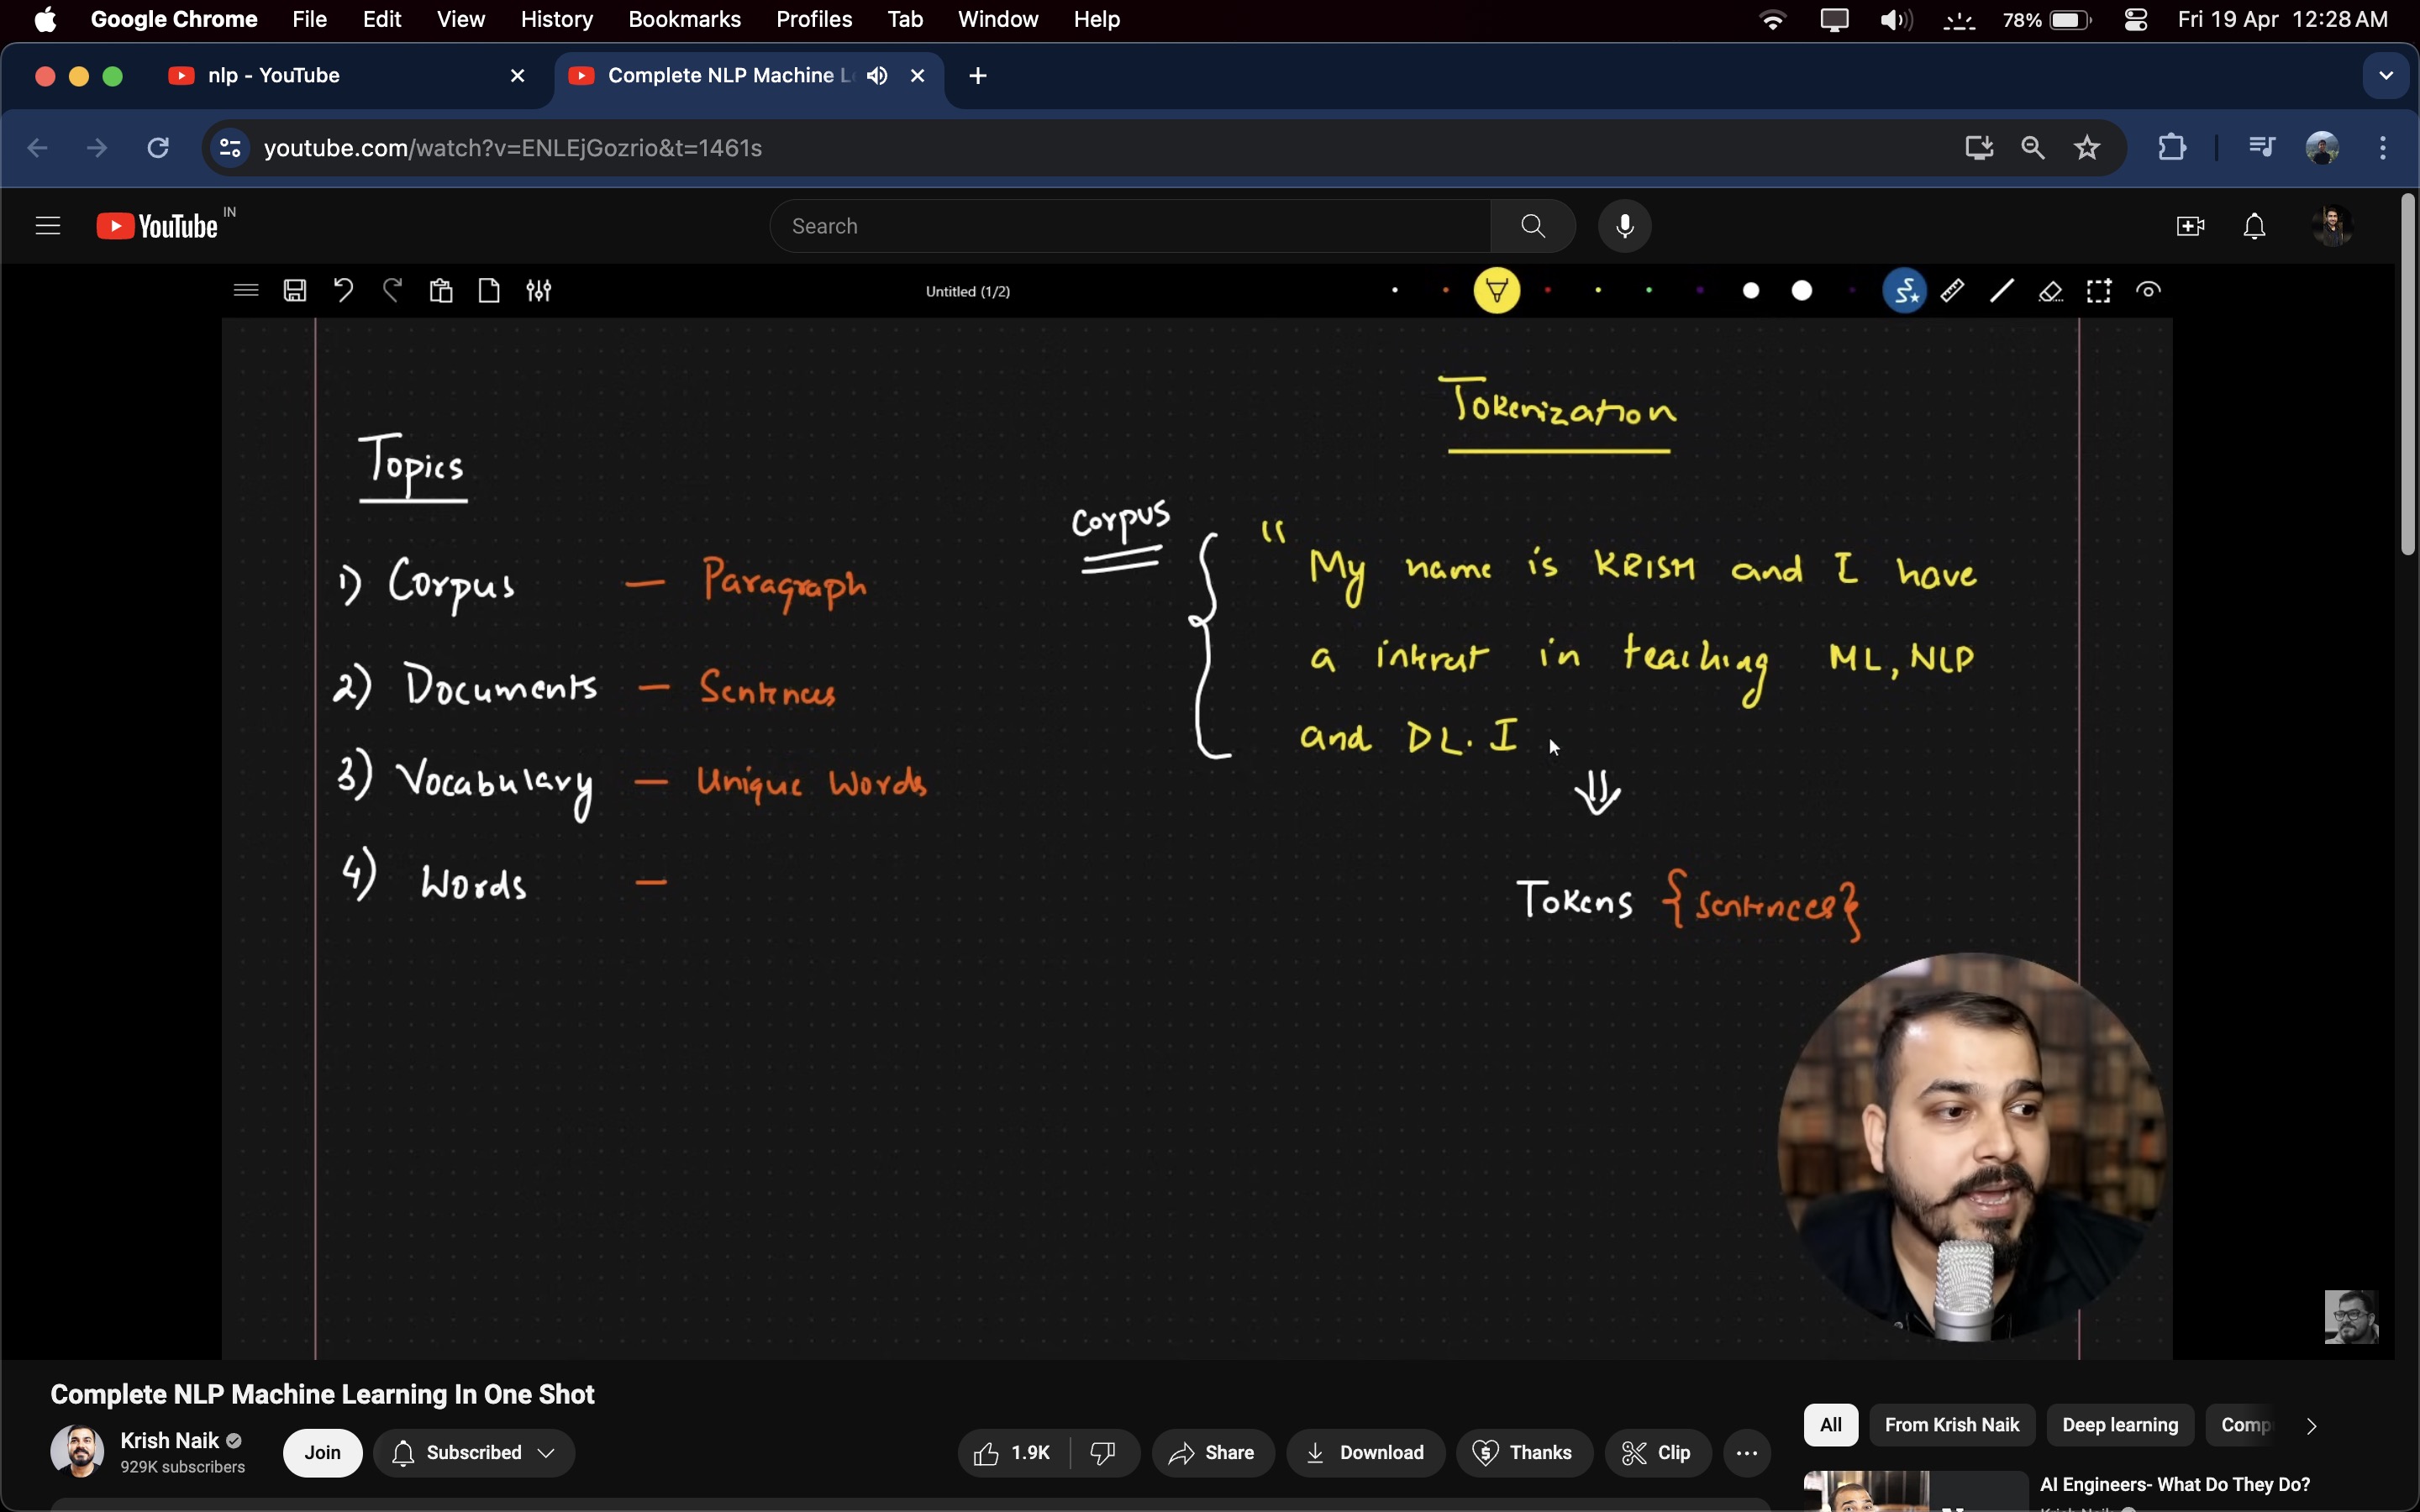 Google Chrome File Edit View History Bookmarks Profiles Tab Window Help 78% Fri 19 Apr 12:28 AM
nlp - YouTube Complete NLP Machine L
youtube.com/watch?v=ENLEjGozrio&t=1461s
YouTube IN Search
Untitled (1/2)
Tokenization
Topics
Corpus
1) Corpus — Paragraph
" My name is KRISH and I have
2) Documents — Sentences
a intrest in teaching ML, NLP
and DL. I
3) Vocabulary — Unique Words
4) Words —
Tokens {sentences}
Complete NLP Machine Learning In One Shot
Krish Naik
929K subscribers
Join Subscribed 1.9K Share Download Thanks Clip
All From Krish Naik Deep learning Comp
AI Engineers- What Do They Do?